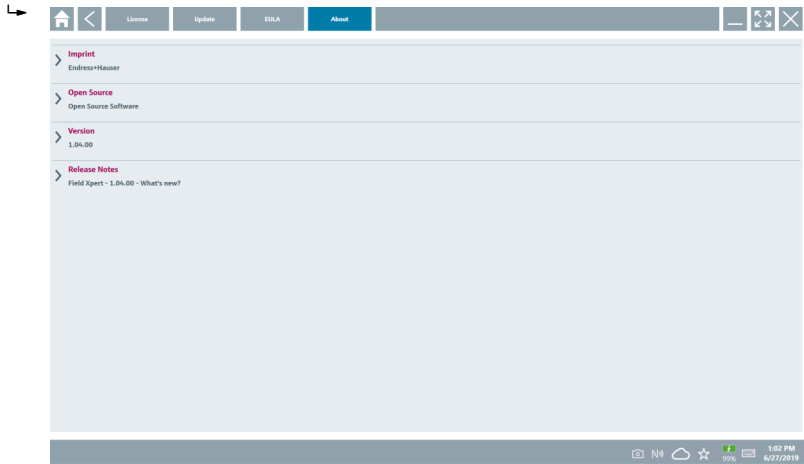 License Update EULA About
Imprint
Endress+Hauser
Open Source
Open Source Software
Version
1.04.00
Release Notes
Field Xpert - 1.04.00 - What's new?
99%
1:02 PM
6/27/2019